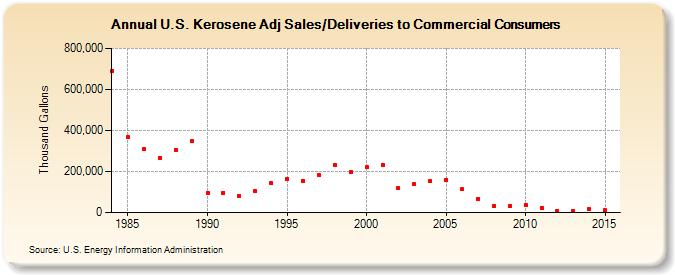 Annual U.S. Kerosene Adj Sales/Deliveries to Commercial Consumers
Thousand Gallons
800,000
600,000
400,000
200,000
0
1985 1990 1995 2000 2005 2010 2015
Source: U.S. Energy Information Administration